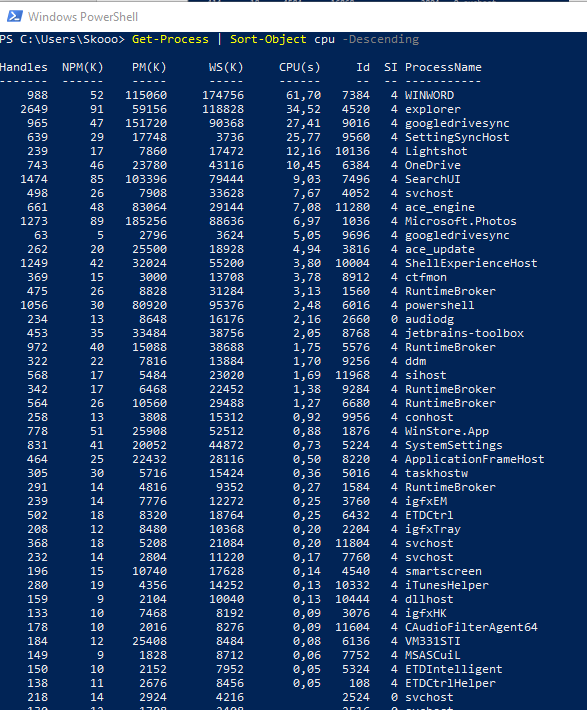 Windows PowerShell
PS C:\Users\Skooo> Get-Process | Sort-Object cpu -Descending
Handles NPM(K) PM(K) WS(K) CPU(s) Id SI ProcessName
------- ------ ----- ----- ------ -- -- -----------
988 52 115060 174756 61,70 7384 4 WINWORD
2649 91 59156 118828 34,52 4520 4 explorer
965 47 151720 90368 27,41 9016 4 googledrivesync
639 29 17748 3736 25,77 9560 4 SettingSyncHost
239 17 7860 17472 12,16 10136 4 Lightshot
743 46 23780 43116 10,45 6384 4 OneDrive
1474 85 103396 79444 9,03 7496 4 SearchUI
498 26 7908 33628 7,67 4052 4 svchost
661 48 83064 29144 7,08 11280 4 ace_engine
1273 89 185256 88636 6,97 1036 4 Microsoft.Photos
63 5 2796 3624 5,05 9696 4 googledrivesync
262 20 25500 18928 4,94 3816 4 ace_update
1249 42 32024 55200 3,80 10004 4 ShellExperienceHost
369 15 3000 13708 3,78 8912 4 ctfmon
475 26 8828 31284 3,13 1560 4 RuntimeBroker
1056 30 80920 95376 2,48 6016 4 powershell
234 13 8648 16176 2,16 2660 0 audiodg
453 35 33484 38756 2,05 8768 4 jetbrains-toolbox
972 40 15088 38688 1,75 5576 4 RuntimeBroker
322 22 7816 13884 1,70 9256 4 ddm
568 17 5484 23020 1,69 11968 4 sihost
342 17 6468 22452 1,38 9284 4 RuntimeBroker
564 26 10560 29488 1,27 6680 4 RuntimeBroker
258 13 3808 15312 0,92 9956 4 conhost
778 51 25908 52512 0,88 1876 4 WinStore.App
831 41 20052 44872 0,73 5224 4 SystemSettings
464 25 22432 28116 0,50 8220 4 ApplicationFrameHost
305 30 5716 15424 0,36 5016 4 taskhostw
291 14 4816 9352 0,27 1584 4 RuntimeBroker
239 14 7776 12272 0,25 3760 4 igfxEM
502 18 8320 18764 0,25 6432 4 ETDCtrl
208 12 8480 10368 0,20 2204 4 igfxTray
368 18 5208 21084 0,20 11804 4 svchost
232 14 2804 11220 0,17 7760 4 svchost
196 15 10740 17628 0,14 4540 4 smartscreen
280 19 4356 14252 0,13 10332 4 iTunesHelper
159 9 2104 10040 0,13 10444 4 dllhost
133 10 7468 8192 0,09 3076 4 igfxHK
178 10 2016 8276 0,09 11604 4 CAudioFilterAgent64
184 12 25408 8484 0,08 6136 4 VM331STI
149 9 1828 8712 0,06 7752 4 MSASCuiL
150 10 2152 7952 0,05 5324 4 ETDIntelligent
138 11 2676 8456 0,05 108 4 ETDCtrlHelper
218 14 2924 4216 2524 0 svchost